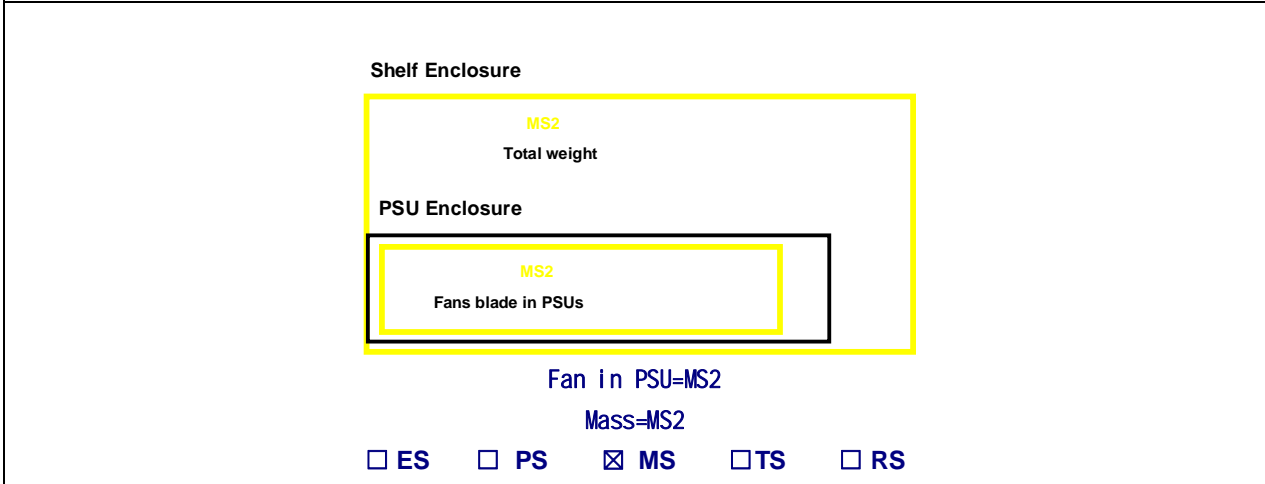 Shelf Enclosure
MS2
Total weight
PSU Enclosure
MS2
Fans blade in PSUs
Fan in PSU=MS2
Mass=MS2
☐ ES ☐ PS ☒ MS ☐ TS ☐ RS